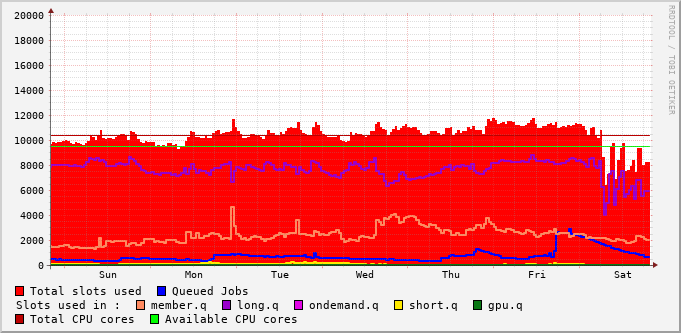 20000
18000
16000
14000
12000
10000
8000
6000
4000
2000
0
Sun Mon Tue Wed Thu Fri Sat
RRDTOOL / TOBI OETIKER
Total slots used Queued Jobs
Slots used in : member.q long.q ondemand.q short.q gpu.q
Total CPU cores Available CPU cores